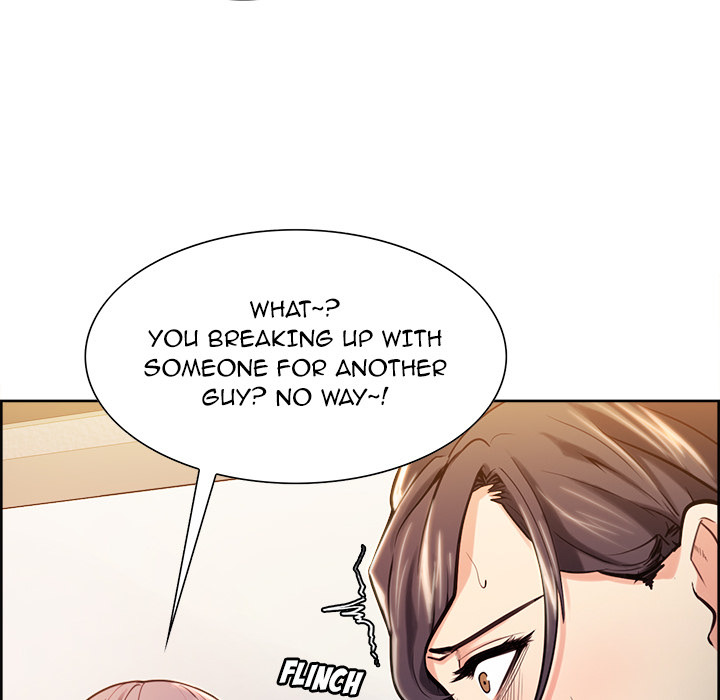 WHAT~?
YOU BREAKING UP WITH
SOMEONE FOR ANOTHER
GUY? NO WAY~!
FLINCH